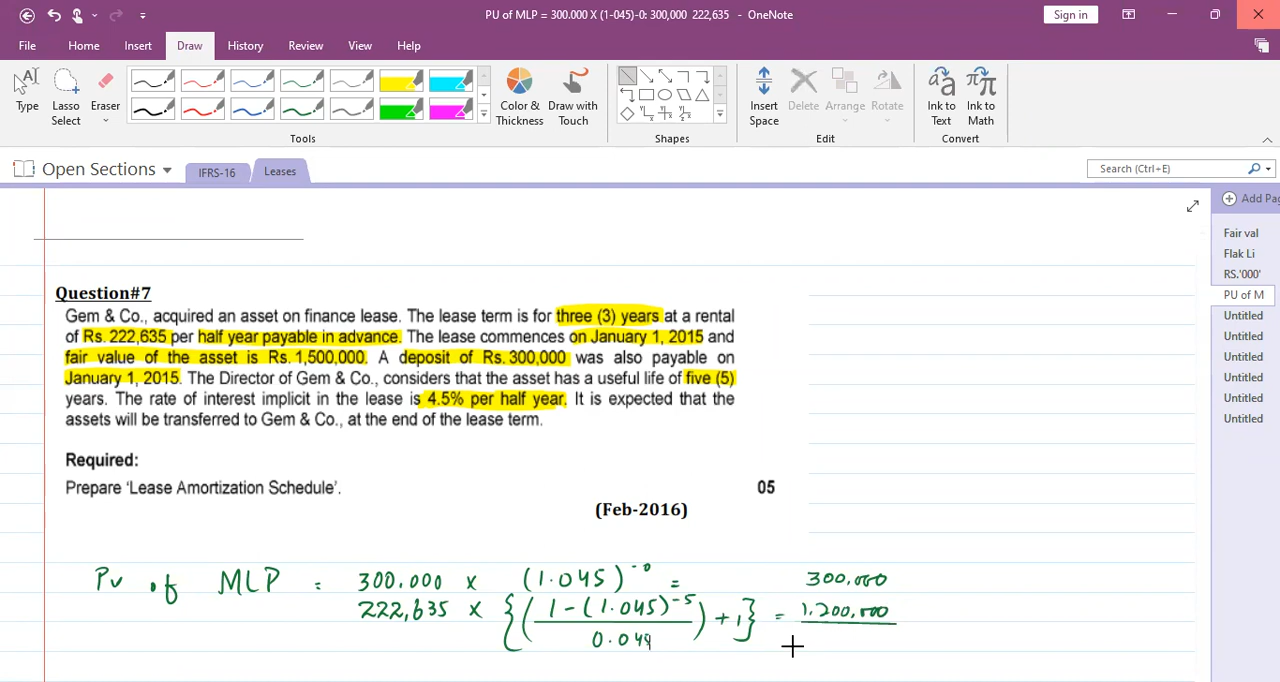 PU of MLP = 300.000 X (1-045)-0: 300,000 222,635 - OneNote
Sign in
File Home Insert Draw History Review View Help
Type
Lasso Select
Eraser
Color & Thickness
Draw with Touch
Insert Space
Delete
Arrange
Rotate
Ink to Text
Ink to Math
Tools Shapes Edit Convert
Open Sections IFRS-16 Leases Search (Ctrl+E)
Add Pag
Fair val
Flak Li
RS.'000'
PU of M
Untitled
Untitled
Untitled
Untitled
Untitled
Untitled
Question#7
Gem & Co., acquired an asset on finance lease. The lease term is for three (3) years at a rental
of Rs. 222,635 per half year payable in advance. The lease commences on January 1, 2015 and
fair value of the asset is Rs. 1,500,000. A deposit of Rs. 300,000 was also payable on
January 1, 2015. The Director of Gem & Co., considers that the asset has a useful life of five (5)
years. The rate of interest implicit in the lease is 4.5% per half year. It is expected that the
assets will be transferred to Gem & Co., at the end of the lease term.
Required:
Prepare 'Lease Amortization Schedule'. 05
(Feb-2016)
PV of MLP = 300.000 x (1.045)^-0 = 300,000
222,635 x {(1-(1.045)^-5 / 0.045) + 1} = 1,200,000